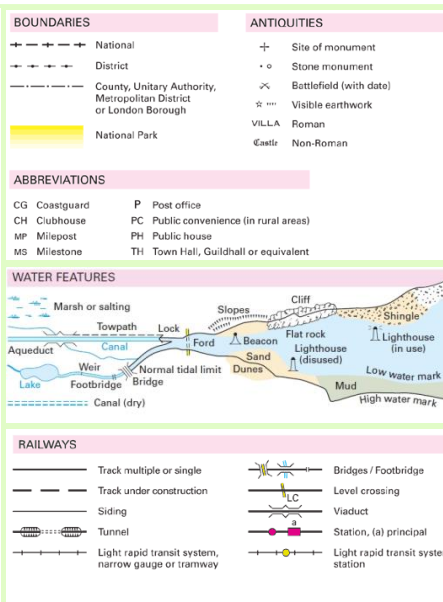 BOUNDARIES
National
District
County, Unitary Authority,
Metropolitan District
or London Borough
National Park
ANTIQUITIES
Site of monument
Stone monument
Battlefield (with date)
Visible earthwork
VILLA Roman
Castle Non-Roman
ABBREVIATIONS
CG Coastguard
CH Clubhouse
MP Milepost
MS Milestone
P Post office
PC Public convenience (in rural areas)
PH Public house
TH Town Hall, Guildhall or equivalent
WATER FEATURES
Marsh or salting
Towpath
Lock
Slopes
Cliff
Shingle
Aqueduct
Canal
Ford
Beacon
Flat rock
Lighthouse
(in use)
Lighthouse
(disused)
Sand
Dunes
Normal tidal limit
Weir
Lake
Footbridge
Bridge
Low water mark
Mud
High water mark
Canal (dry)
RAILWAYS
Track multiple or single
Track under construction
Siding
Tunnel
Light rapid transit system,
narrow gauge or tramway
Bridges / Footbridge
LC
Level crossing
Viaduct
a
Station, (a) principal
Light rapid transit syste
station